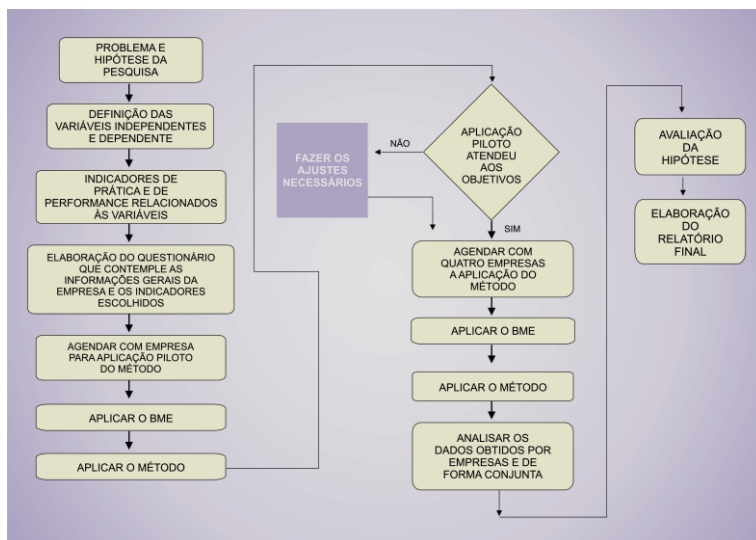 PROBLEMA E
HIPÓTESE DA
PESQUISA
DEFINIÇÃO DAS
VARIÁVEIS INDEPENDENTES
E DEPENDENTE
INDICADORES DE
PRÁTICA E DE
PERFORMANCE RELACIONADOS
ÀS VARIÁVEIS
ELABORAÇÃO DO QUESTIONÁRIO
QUE CONTEMPLE AS
INFORMAÇÕES GERAIS DA
EMPRESA E OS INDICADORES
ESCOLHIDOS
AGENDAR COM EMPRESA
PARA APLICAÇÃO PILOTO
DO MÉTODO
APLICAR O BME
APLICAR O MÉTODO
APLICAÇÃO
PILOTO
ATENDEU
AOS
OBJETIVOS
NÃO
FAZER OS
AJUSTES
NECESSÁRIOS
SIM
AGENDAR COM
QUATRO EMPRESAS
A APLICAÇÃO DO
MÉTODO
APLICAR O BME
APLICAR O MÉTODO
ANALISAR OS
DADOS OBTIDOS POR
EMPRESAS E DE
FORMA CONJUNTA
AVALIAÇÃO
DA
HIPÓTESE
ELABORAÇÃO
DO
RELATÓRIO
FINAL